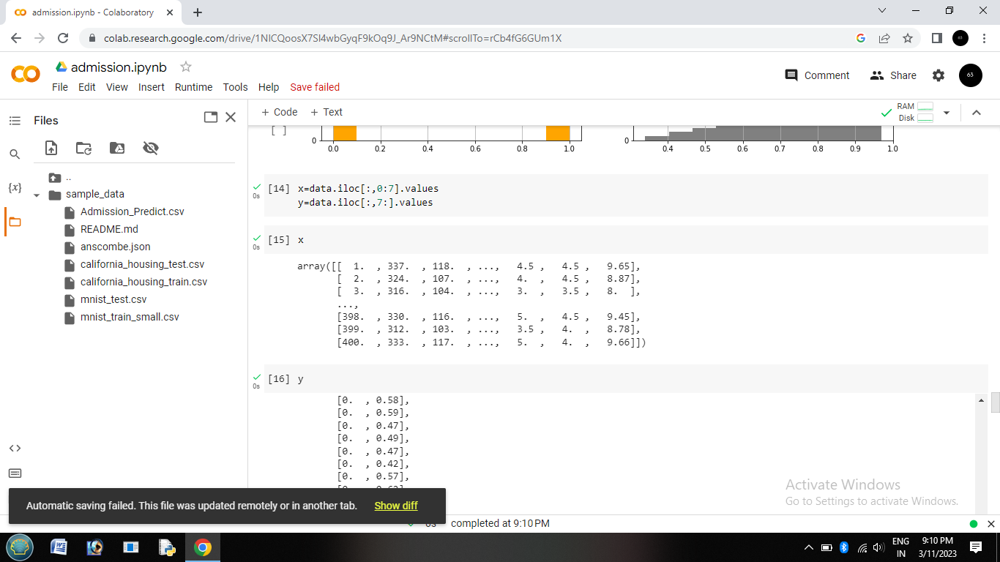 admission.ipynb - Colaboratory
colab.research.google.com/drive/1NlCQoosX7Sl4wbGyqF9kOq9J_Ar9NCtM#scrollTo=rCb4fG6GUm1X
admission.ipynb
File Edit View Insert Runtime Tools Help Save failed
Comment Share 63
Files
+ Code + Text
RAM
Disk
..
sample_data
Admission_Predict.csv
README.md
anscombe.json
california_housing_test.csv
california_housing_train.csv
mnist_test.csv
mnist_train_small.csv
[ ]
0
0.0 0.2 0.4 0.6 0.8 1.0
0
0.4 0.5 0.6 0.7 0.8 0.9 1.0
0s
[14] x=data.iloc[:,0:7].values
y=data.iloc[:,7:].values
0s
[15] x
array([[ 1. , 337. , 118. , ..., 4.5 , 4.5 , 9.65],
[ 2. , 324. , 107. , ..., 4. , 4.5 , 8.87],
[ 3. , 316. , 104. , ..., 3. , 3.5 , 8. ],
...,
[398. , 330. , 116. , ..., 5. , 4.5 , 9.45],
[399. , 312. , 103. , ..., 3.5 , 4. , 8.78],
[400. , 333. , 117. , ..., 5. , 4. , 9.66]])
0s
[16] y
[0. , 0.58],
[0. , 0.59],
[0. , 0.47],
[0. , 0.49],
[0. , 0.47],
[0. , 0.42],
[0. , 0.57],
Automatic saving failed. This file was updated remotely or in another tab. Show diff
Activate Windows
Go to Settings to activate Windows.
0s completed at 9:10 PM
ENG
IN
9:10 PM
3/11/2023